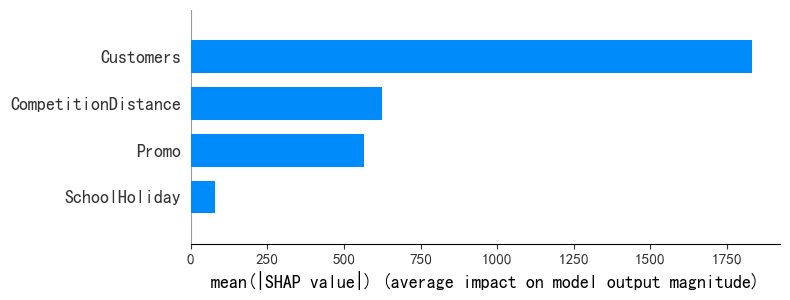 Customers
CompetitionDistance
Promo
SchoolHoliday
0 250 500 750 1000 1250 1500 1750
mean(|SHAP value|) (average impact on model output magnitude)